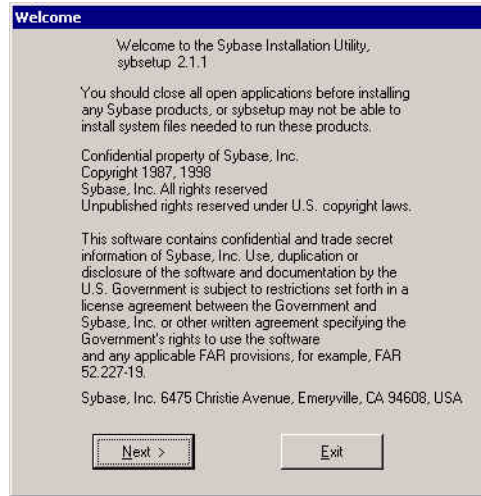 Welcome
Welcome to the Sybase Installation Utility,
sybsetup 2.1.1
You should close all open applications before installing
any Sybase products, or sybsetup may not be able to
install system files needed to run these products.
Confidential property of Sybase, Inc.
Copyright 1987, 1998
Sybase, Inc. All rights reserved
Unpublished rights reserved under U.S. copyright laws.
This software contains confidential and trade secret
information of Sybase, Inc. Use, duplication or
disclosure of the software and documentation by the
U.S. Government is subject to restrictions set forth in a
license agreement between the Government and
Sybase, Inc. or other written agreement specifying the
Government's rights to use the software
and any applicable FAR provisions, for example, FAR
52.227-19.
Sybase, Inc. 6475 Christie Avenue, Emeryville, CA 94608, USA
Next > Exit